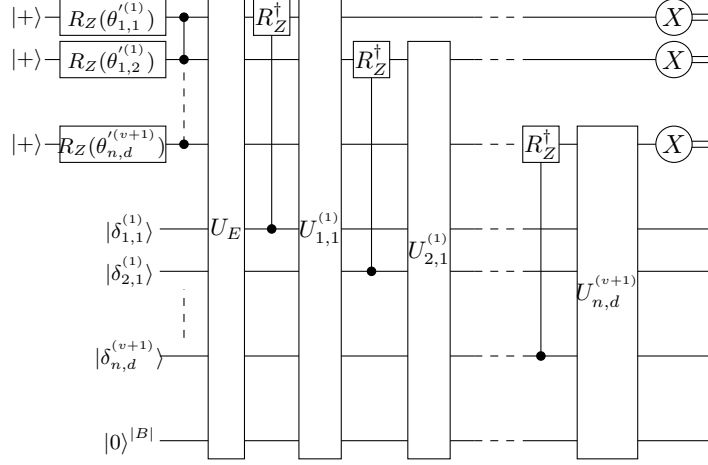 |+⟩ R_Z(θ'^{(1)}_{1,1}) R_Z^† X
|+⟩ R_Z(θ'^{(1)}_{1,2}) R_Z^†
|+⟩ R_Z(θ'^{(v+1)}_{n,d}) R_Z^† X
|δ^{(1)}_{1,1}⟩ U_E U^{(1)}_{1,1}
|δ^{(1)}_{2,1}⟩ U^{(1)}_{2,1}
U^{(v+1)}_{n,d}
|δ^{(v+1)}_{n,d}⟩
|0⟩^{|B|}